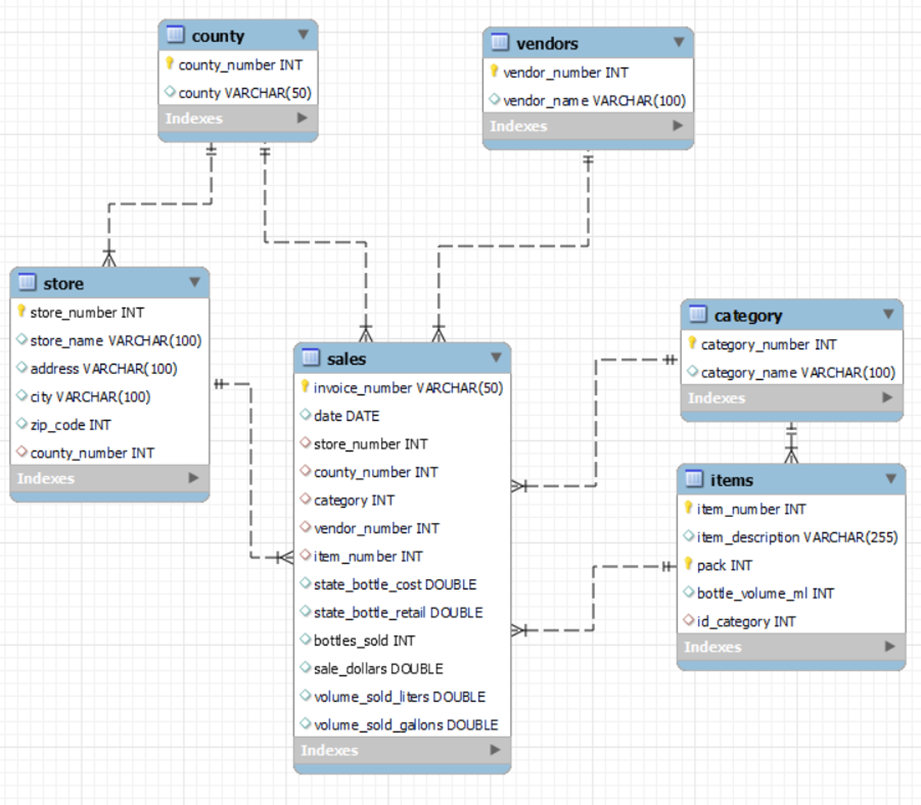 county
county_number INT
county VARCHAR(50)
Indexes
vendors
vendor_number INT
vendor_name VARCHAR(100)
Indexes
store
store_number INT
store_name VARCHAR(100)
address VARCHAR(100)
city VARCHAR(100)
zip_code INT
county_number INT
Indexes
sales
invoice_number VARCHAR(50)
date DATE
store_number INT
county_number INT
category INT
vendor_number INT
item_number INT
state_bottle_cost DOUBLE
state_bottle_retail DOUBLE
bottles_sold INT
sale_dollars DOUBLE
volume_sold_liters DOUBLE
volume_sold_gallons DOUBLE
Indexes
category
category_number INT
category_name VARCHAR(100)
Indexes
items
item_number INT
item_description VARCHAR(255)
pack INT
bottle_volume_ml INT
id_category INT
Indexes